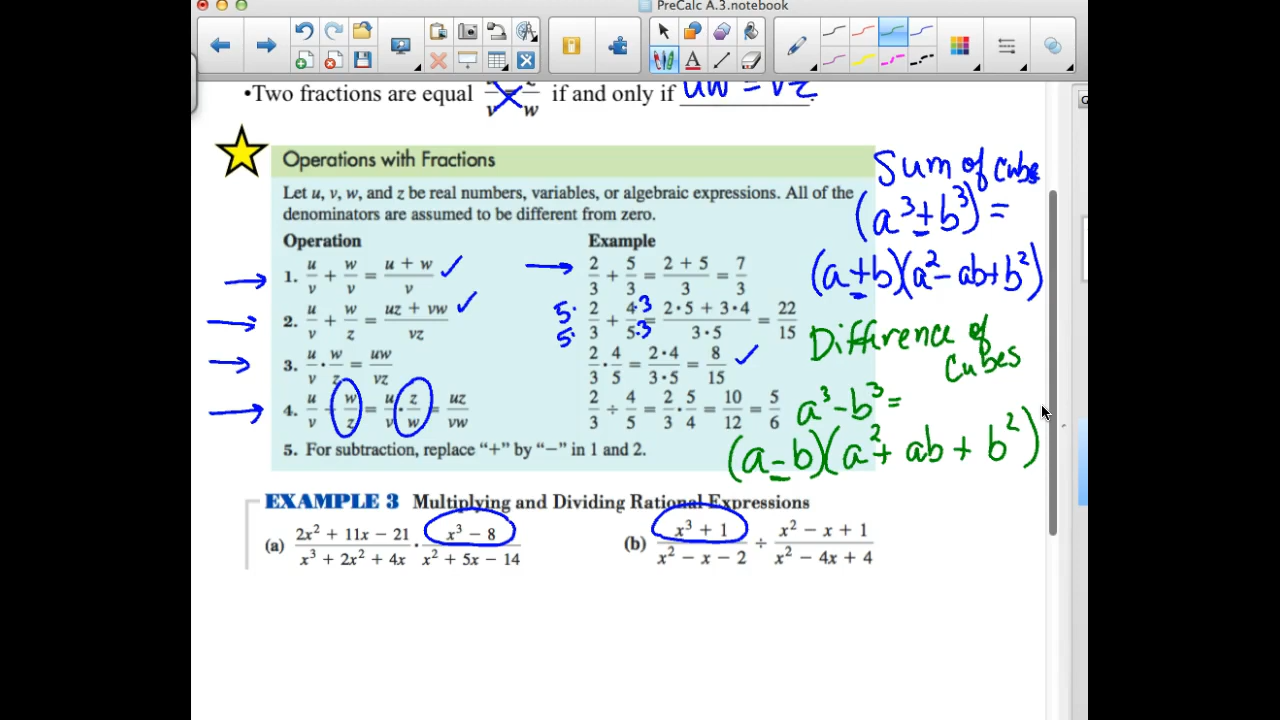 PreCalc A.3.notebook
•Two fractions are equal u/v = z/w if and only if uw = vz.
Operations with Fractions
Let u, v, w, and z be real numbers, variables, or algebraic expressions. All of the
denominators are assumed to be different from zero.
Operation Example
1. u/v + w/v = (u + w)/v ✓ 2/3 + 5/3 = (2 + 5)/3 = 7/3
2. u/v + w/z = (uz + vw)/vz ✓ 5· 2/3 + 4·3 / 5·3 = (2 · 5 + 3 · 4)/(3 · 5) = 22/15
5·
3. u/v · w/z = uw/vz 2/3 · 4/5 = (2 · 4)/(3 · 5) = 8/15 ✓
4. u/v ÷ w/z = u/v · z/w = uz/vw 2/3 ÷ 4/5 = 2/3 · 5/4 = 10/12 = 5/6
5. For subtraction, replace “+” by “−” in 1 and 2.
Sum of cubes
(a³ + b³) =
(a + b)(a² − ab + b²)
Difference of
cubes
a³ − b³ =
(a − b)(a² + ab + b²)
EXAMPLE 3 Multiplying and Dividing Rational Expressions
(a) (2x² + 11x − 21)/(x³ + 2x² + 4x) · (x³ − 8)/(x² + 5x − 14) (b) (x³ + 1)/(x² − x − 2) ÷ (x² − x + 1)/(x² − 4x + 4)